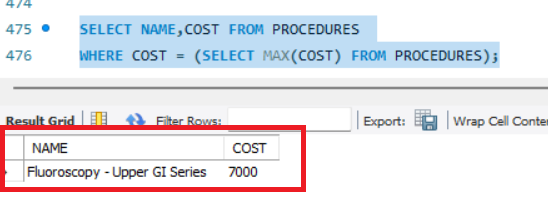 474
475 SELECT NAME,COST FROM PROCEDURES
476 WHERE COST = (SELECT MAX(COST) FROM PROCEDURES);
Result Grid Filter Rows: Export: Wrap Cell Conte
NAME COST
Fluoroscopy - Upper GI Series 7000